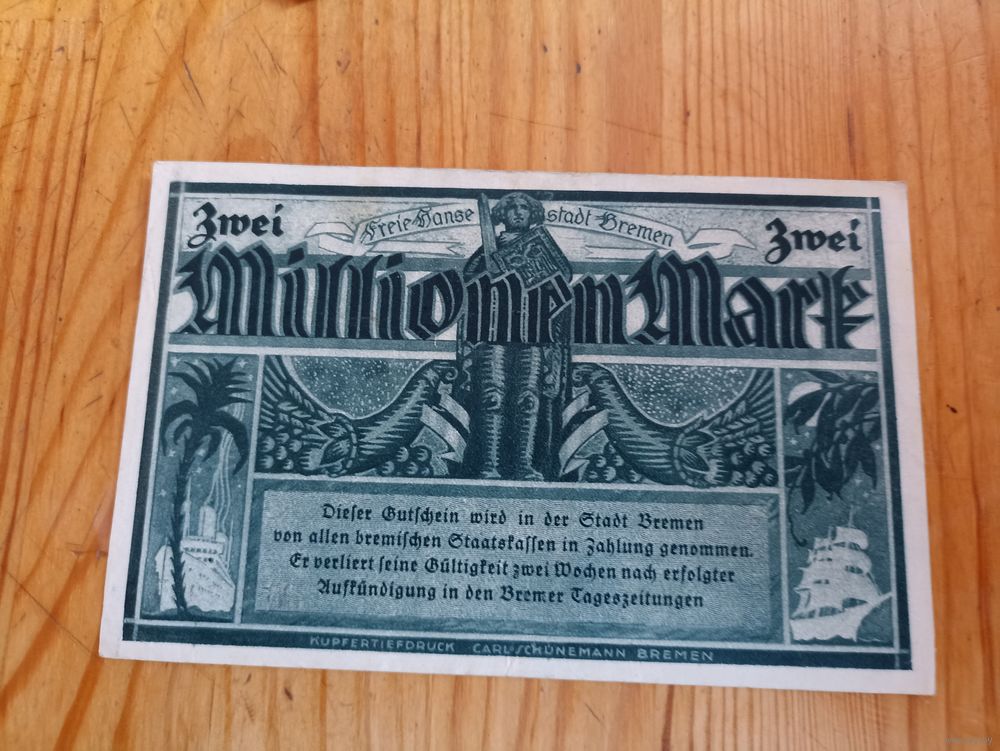 Zwei
Freie Hanse stadt Bremen
Zwei
Millionen Mark
Dieser Gutschein wird in der Stadt Bremen
von allen bremischen Staatskassen in Zahlung genommen.
Er verliert seine Gültigkeit zwei Wochen nach erfolgter
Aufkündigung in den Bremer Tageszeitungen
KUPFERTIEFDRUCK CARL SCHÜNEMANN BREMEN